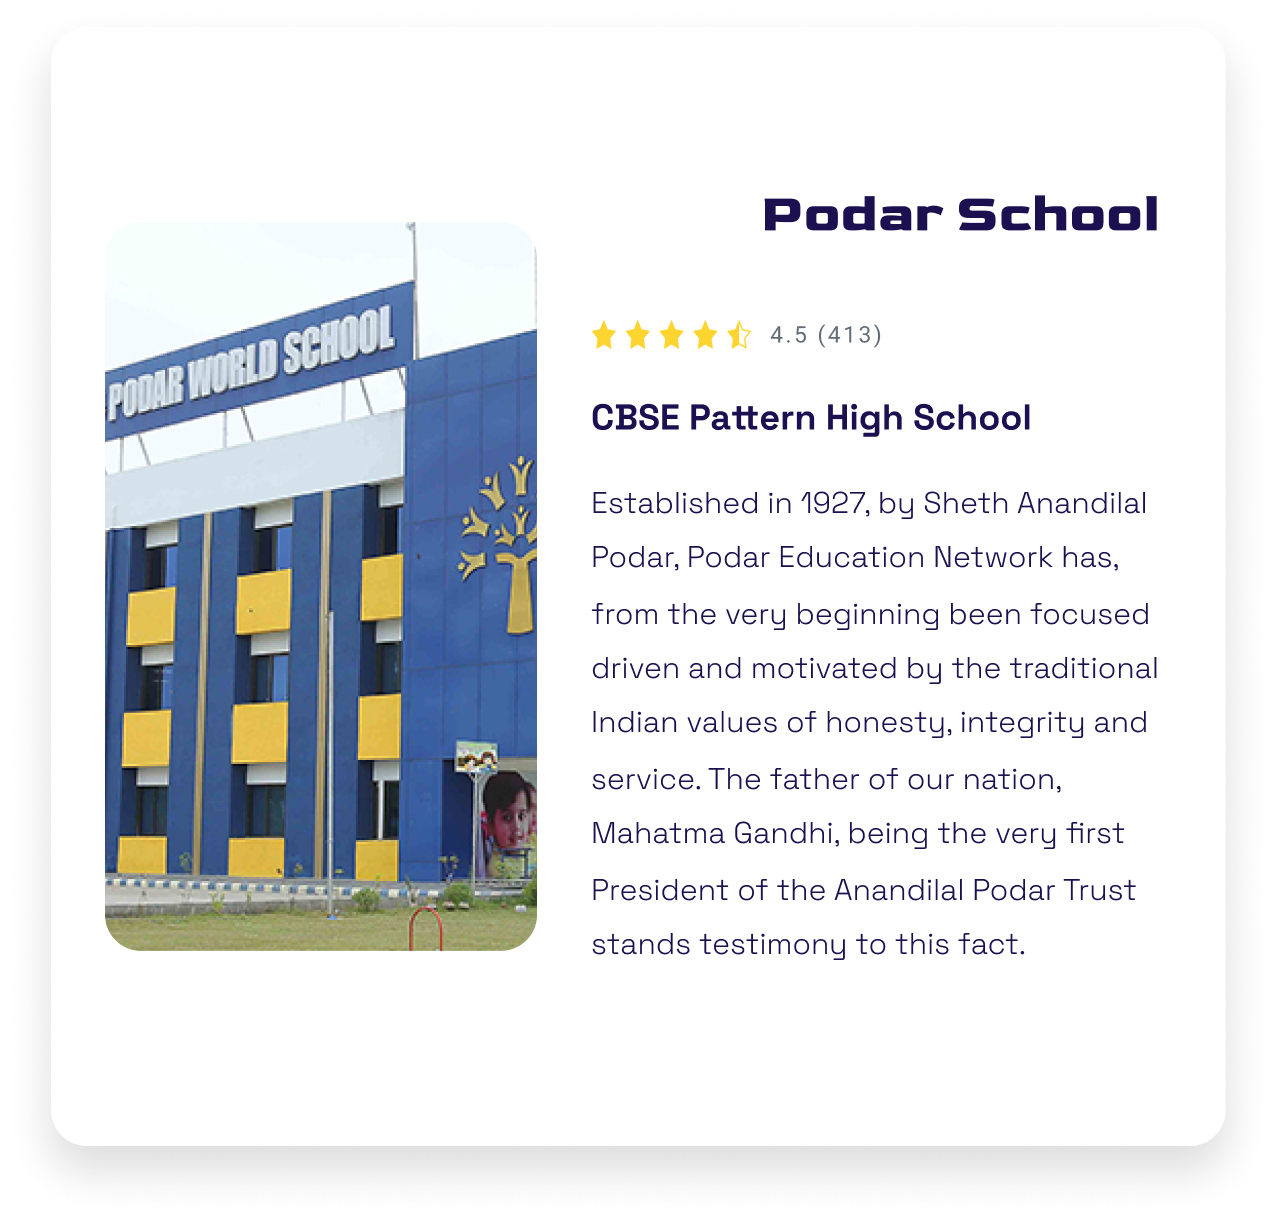 Podar School
PODAR WORLD SCHOOL
4.5 (413)
CBSE Pattern High School
Established in 1927, by Sheth Anandilal
Podar, Podar Education Network has,
from the very beginning been focused
driven and motivated by the traditional
Indian values of honesty, integrity and
service. The father of our nation,
Mahatma Gandhi, being the very first
President of the Anandilal Podar Trust
stands testimony to this fact.